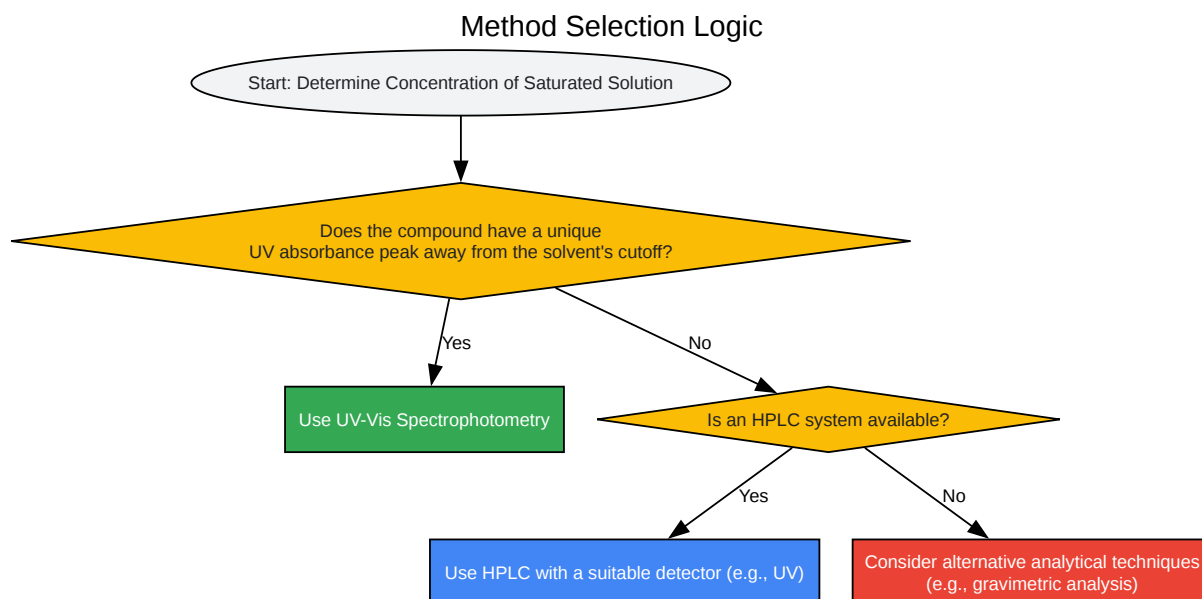 Method Selection Logic
Start: Determine Concentration of Saturated Solution
Does the compound have a unique
UV absorbance peak away from the solvent's cutoff?
Yes
No
Use UV-Vis Spectrophotometry
Is an HPLC system available?
Yes
No
Use HPLC with a suitable detector (e.g., UV)
Consider alternative analytical techniques
(e.g., gravimetric analysis)